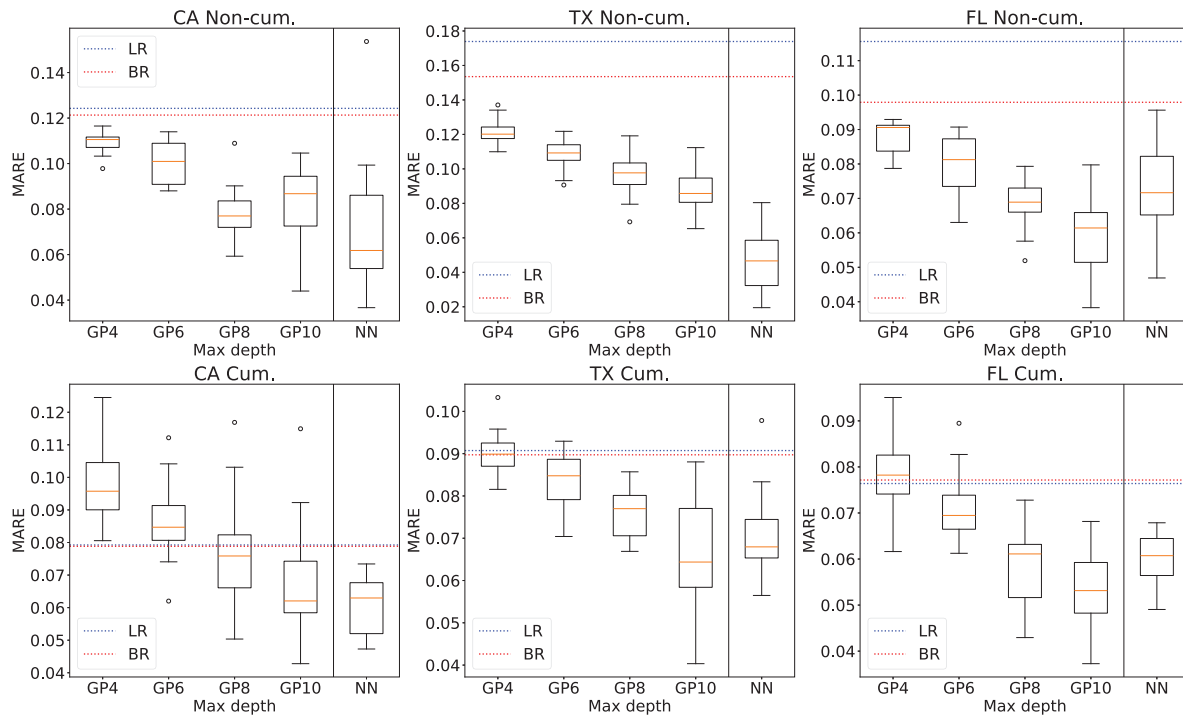 CA Non-cum.
TX Non-cum.
FL Non-cum.
LR
BR
MARE
0.14
0.12
0.10
0.08
0.06
0.04
GP4 GP6 GP8 GP10 NN
Max depth
0.18
0.16
0.14
0.12
0.10
0.08
0.06
0.04
0.02
MARE
LR
BR
GP4 GP6 GP8 GP10 NN
Max depth
0.11
0.10
0.09
0.08
0.07
0.06
0.05
0.04
MARE
LR
BR
GP4 GP6 GP8 GP10 NN
Max depth
CA Cum.
TX Cum.
FL Cum.
0.12
0.11
0.10
0.09
0.08
0.07
0.06
0.05
0.04
MARE
LR
BR
GP4 GP6 GP8 GP10 NN
Max depth
0.10
0.09
0.08
0.07
0.06
0.05
0.04
MARE
LR
BR
GP4 GP6 GP8 GP10 NN
Max depth
0.09
0.08
0.07
0.06
0.05
0.04
MARE
LR
BR
GP4 GP6 GP8 GP10 NN
Max depth